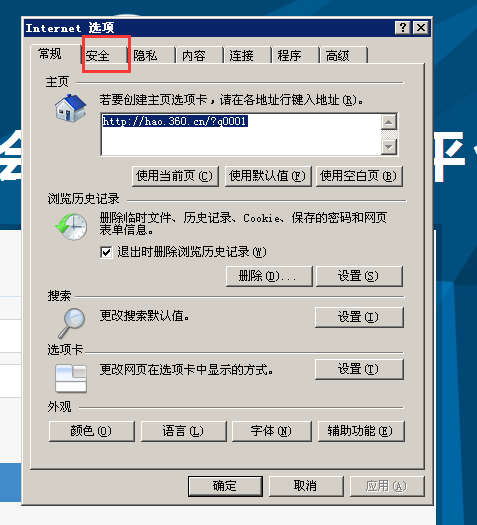 Internet 选项
常规 安全 隐私 内容 连接 程序 高级
主页
若要创建主页选项卡，请在各地址行键入地址(R)。
http://hao.360.cn/?q0001
使用当前页(C) 使用默认值(F) 使用空白页(B)
浏览历史记录
删除临时文件、历史记录、Cookie、保存的密码和网页
表单信息。
退出时删除浏览历史记录(W)
删除(D)... 设置(S)
搜索
更改搜索默认值。
设置(I)
选项卡
更改网页在选项卡中显示的方式。
设置(T)
外观
颜色(O) 语言(L) 字体(N) 辅助功能(E)
确定 取消 应用(A)
会
平